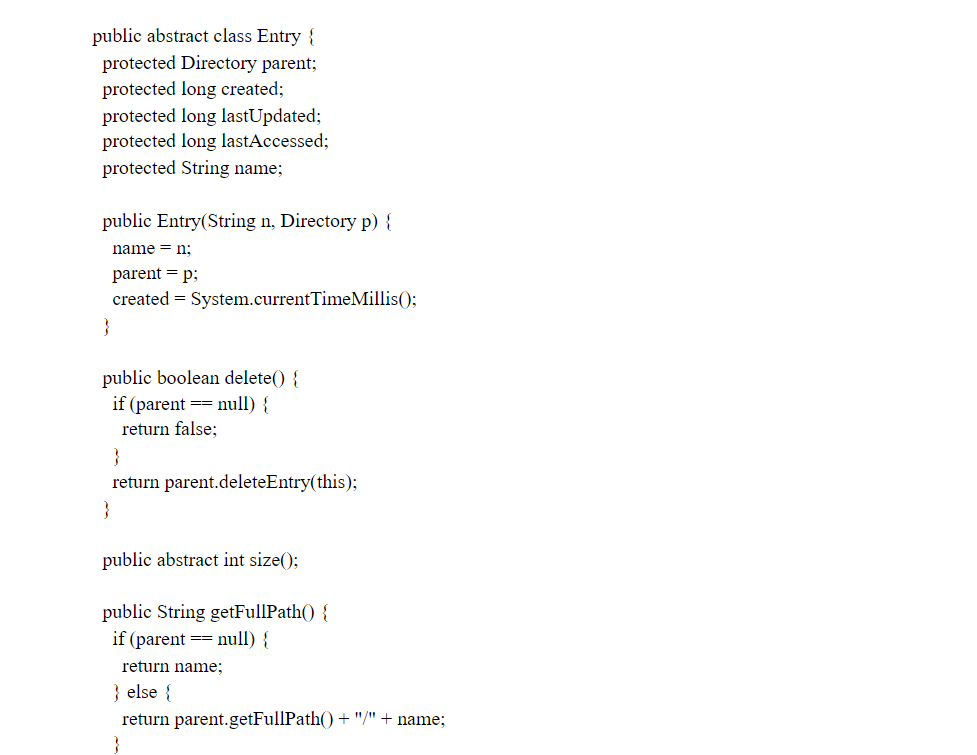 public abstract class Entry {
protected Directory parent;
protected long created;
protected long lastUpdated;
protected long lastAccessed;
protected String name;

public Entry(String n, Directory p) {
name = n;
parent = p;
created = System.currentTimeMillis();
}

public boolean delete() {
if (parent == null) {
return false;
}
return parent.deleteEntry(this);
}

public abstract int size();

public String getFullPath() {
if (parent == null) {
return name;
} else {
return parent.getFullPath() + "/" + name;
}